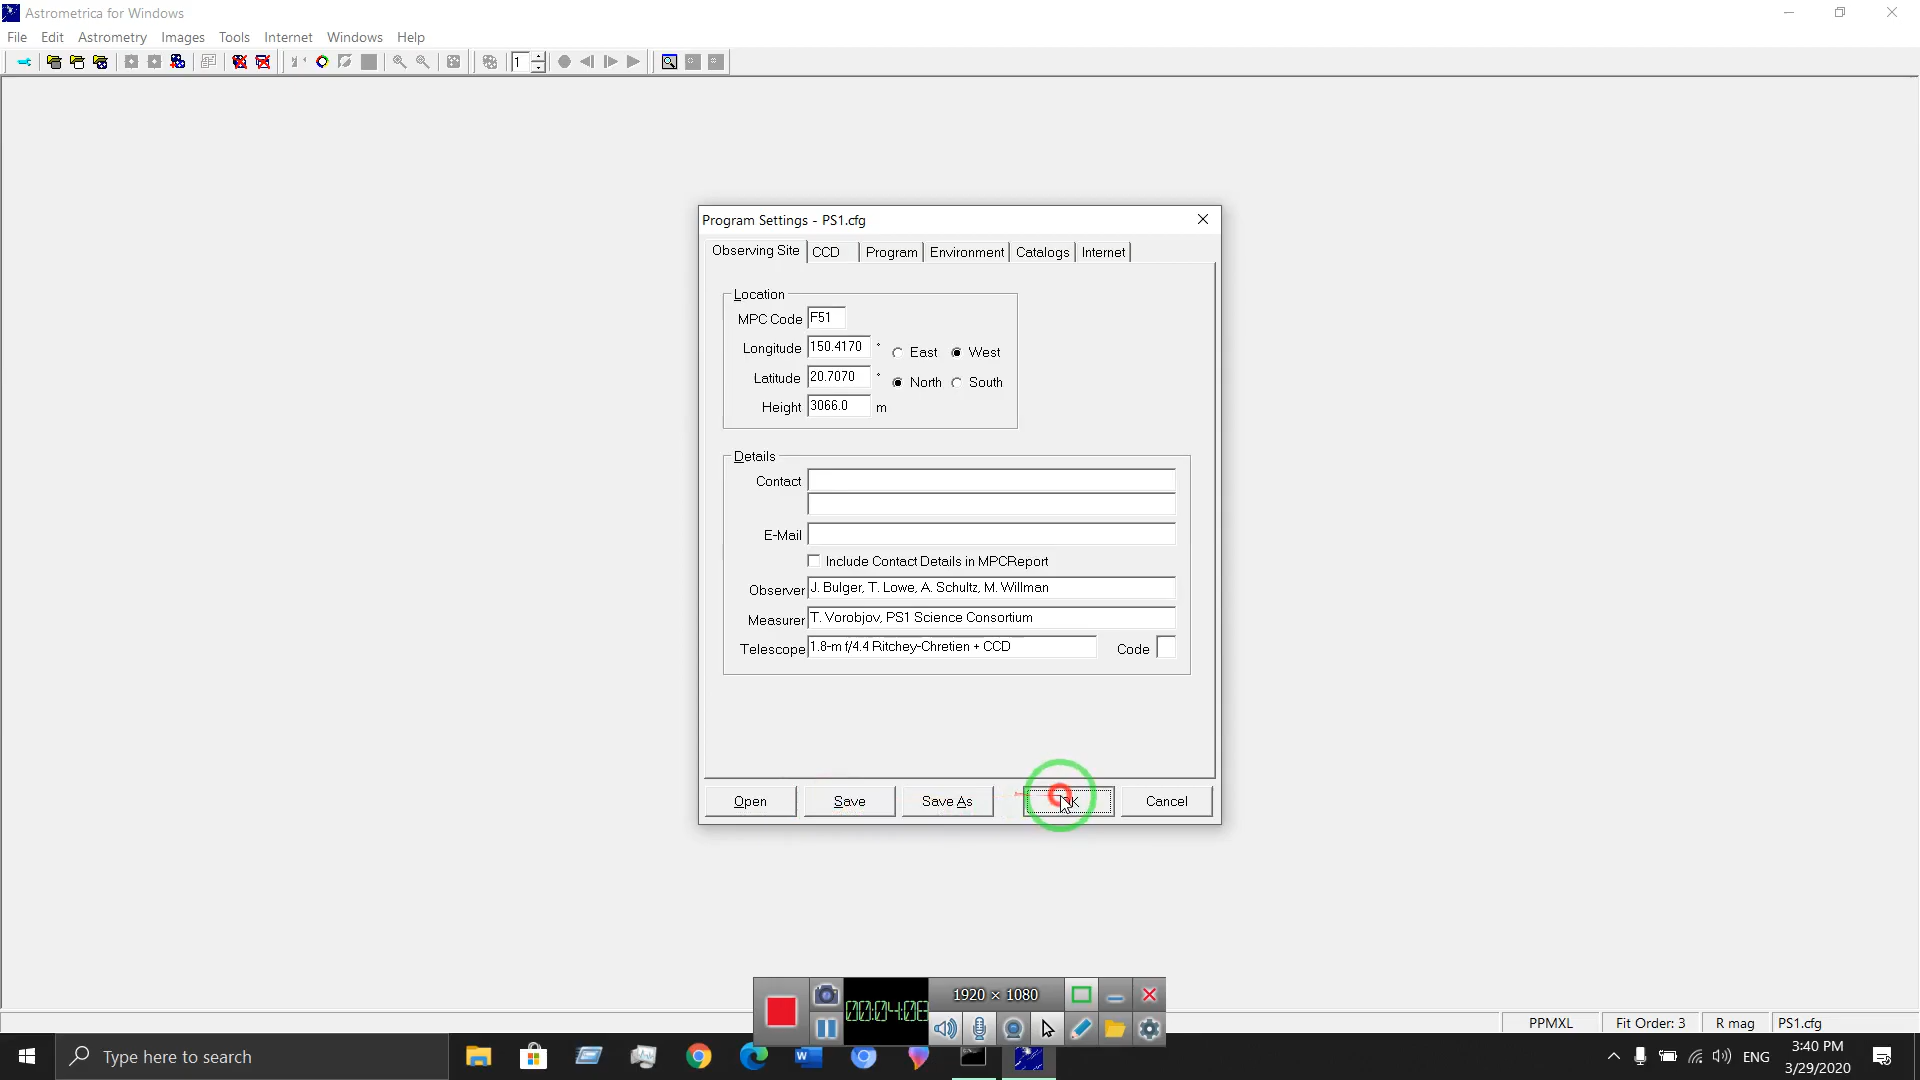 Astrometrica for Windows
File Edit Astrometry Images Tools Internet Windows Help
1
Program Settings - PS1.cfg
Observing Site CCD Program Environment Catalogs Internet
Location
MPC Code F51
Longitude 150.4170 ° East West
Latitude 20.7070 ° North South
Height 3066.0 m
Details
Contact
E-Mail
Include Contact Details in MPCReport
Observer J. Bulger, T. Lowe, A. Schultz, M. Willman
Measurer T. Vorobjov, PS1 Science Consortium
Telescope 1.8-m f/4.4 Ritchey-Chretien + CCD Code
Open Save Save As Cancel
1920 × 1080
00:04:08
PPMXL Fit Order: 3 R mag PS1.cfg
Type here to search
ENG
3:40 PM
3/29/2020